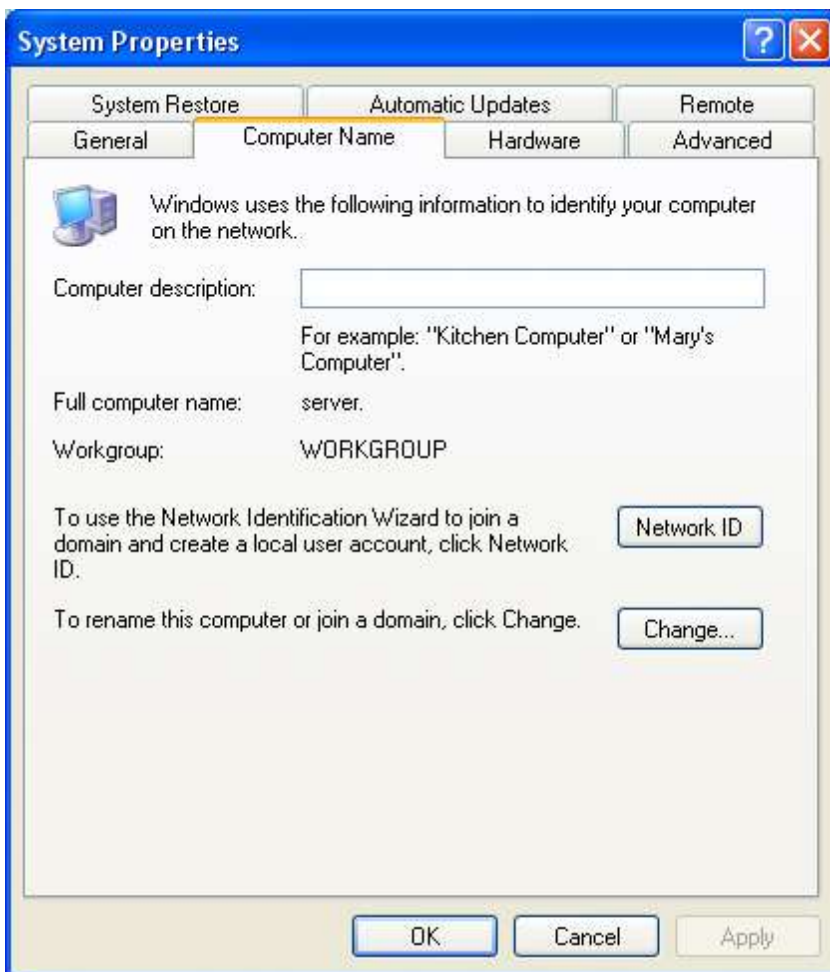 System Properties
System Restore
Automatic Updates
Remote
General
Computer Name
Hardware
Advanced
Windows uses the following information to identify your computer
on the network.
Computer description:
For example: "Kitchen Computer" or "Mary's
Computer".
Full computer name:
server.
Workgroup:
WORKGROUP
To use the Network Identification Wizard to join a
domain and create a local user account, click Network
ID.
Network ID
To rename this computer or join a domain, click Change.
Change...
OK
Cancel
Apply